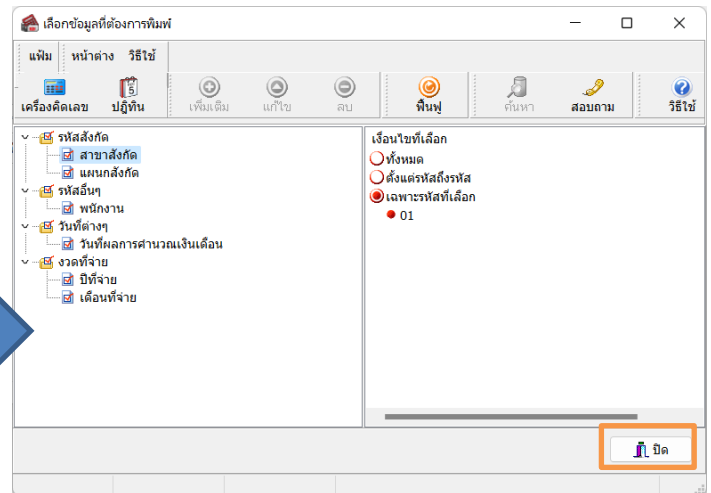 เลือกข้อมูลที่ต้องการพิมพ์
แฟ้ม หน้าต่าง วิธีใช้
เครื่องคิดเลข ปฏิทิน เพิ่มเติม แก้ไข ลบ ฟื้นฟู ค้นหา สอบถาม วิธีใช้
รหัสสังกัด
สาขาสังกัด
แผนกสังกัด
รหัสอื่นๆ
พนักงาน
วันที่ต่างๆ
วันที่ผลการคำนวณเงินเดือน
งวดที่จ่าย
ปีที่จ่าย
เดือนที่จ่าย
เงื่อนไขที่เลือก
ทั้งหมด
ตั้งแต่รหัสถึงรหัส
เฉพาะรหัสที่เลือก
01
ปิด